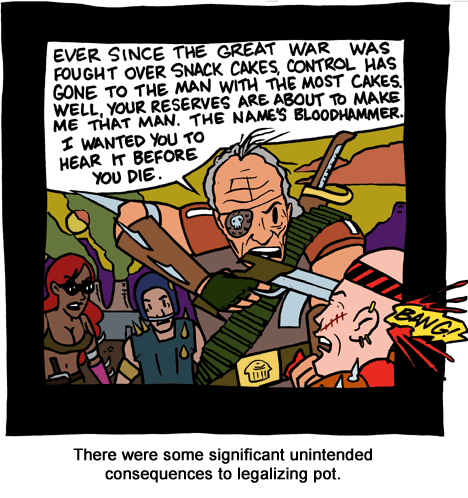 EVER SINCE THE GREAT WAR WAS
FOUGHT OVER SNACK CAKES, CONTROL HAS
GONE TO THE MAN WITH THE MOST CAKES.
WELL, YOUR RESERVES ARE ABOUT TO MAKE
ME THAT MAN. THE NAME'S BLOODHAMMER.
I WANTED YOU TO
HEAR IT BEFORE
YOU DIE.
BANG!
There were some significant unintended
consequences to legalizing pot.